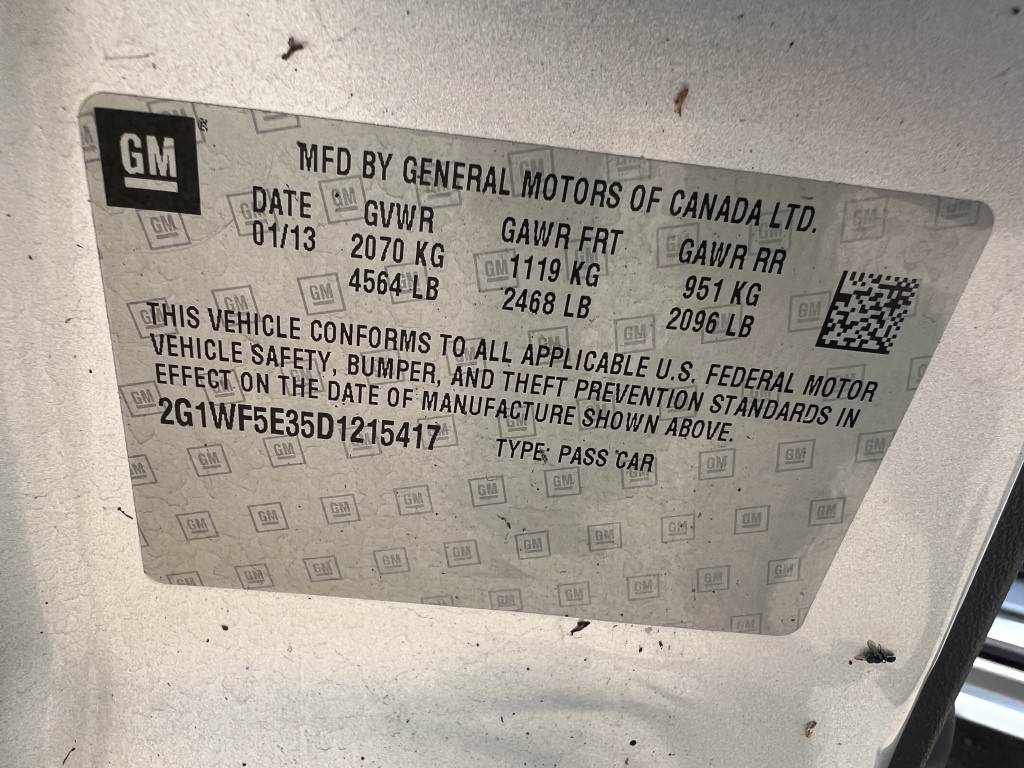 GM
MFD BY GENERAL MOTORS OF CANADA LTD.
DATE GVWR GAWR FRT GAWR RR
01/13 2070 KG 1119 KG 951 KG
4564 LB 2468 LB 2096 LB
THIS VEHICLE CONFORMS TO ALL APPLICABLE U.S. FEDERAL MOTOR
VEHICLE SAFETY, BUMPER, AND THEFT PREVENTION STANDARDS IN
EFFECT ON THE DATE OF MANUFACTURE SHOWN ABOVE.
2G1WF5E35D1215417 TYPE: PASS CAR